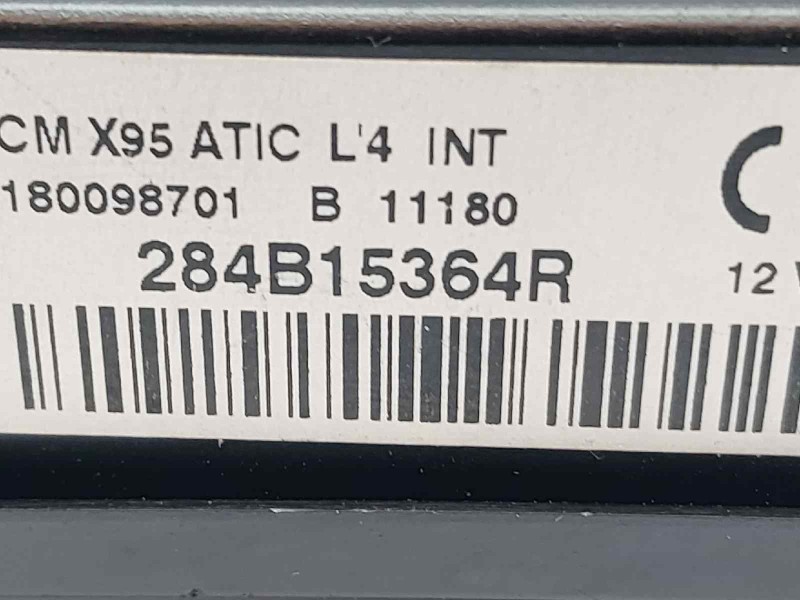 CM X95 ATIC L'4 INT
180098701 B 11180
284B15364R
12 V